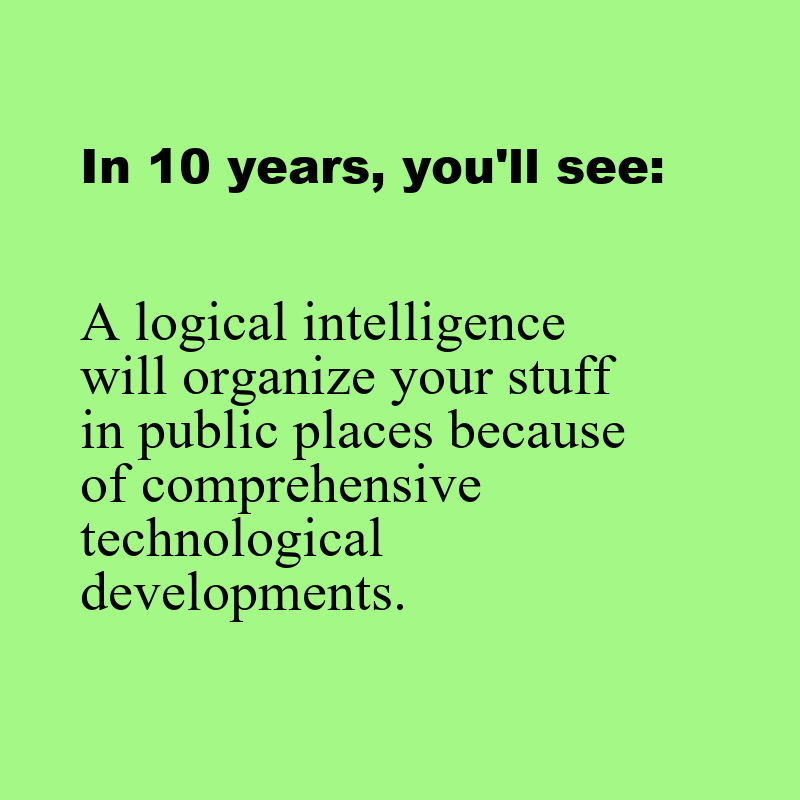 In 10 years, you'll see:
A logical intelligence
will organize your stuff
in public places because
of comprehensive
technological
developments.